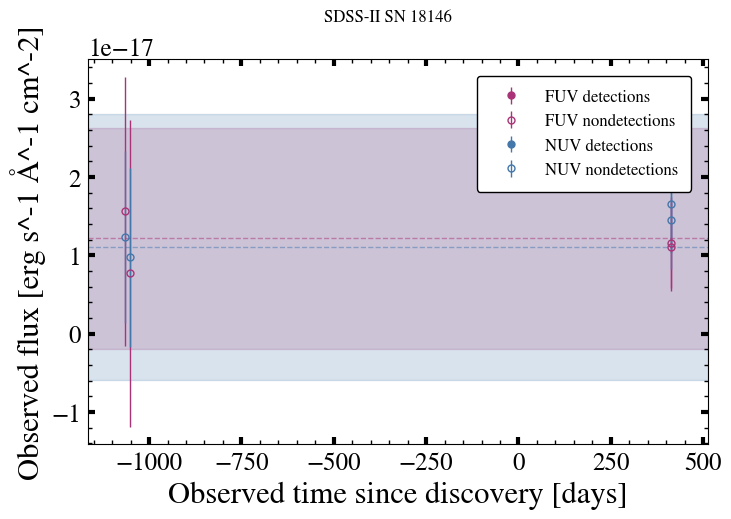 SDSS-II SN 18146
1e−17
Observed flux [erg s^-1 Å^-1 cm^-2]
3
2
1
0
−1
FUV detections
FUV nondetections
NUV detections
NUV nondetections
−1000 −750 −500 −250 0 250 500
Observed time since discovery [days]